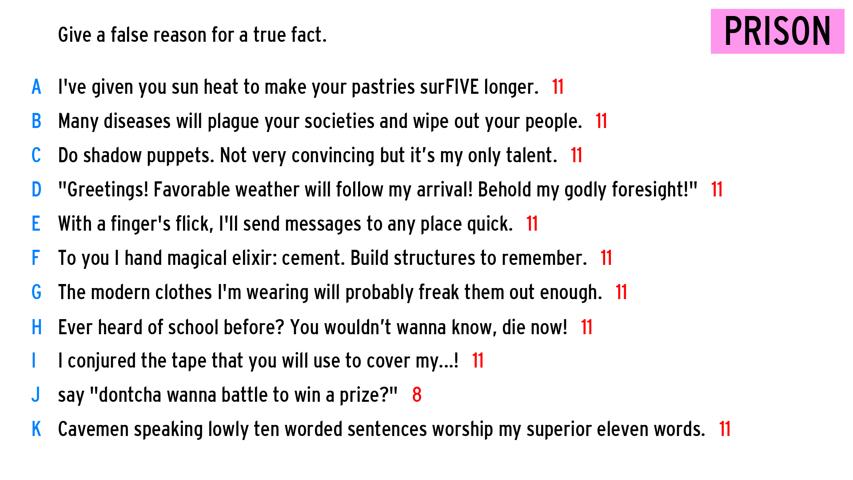 Give a false reason for a true fact.
PRISON
A I've given you sun heat to make your pastries surFIVE longer. 11
B Many diseases will plague your societies and wipe out your people. 11
C Do shadow puppets. Not very convincing but it’s my only talent. 11
D "Greetings! Favorable weather will follow my arrival! Behold my godly foresight!" 11
E With a finger's flick, I'll send messages to any place quick. 11
F To you I hand magical elixir: cement. Build structures to remember. 11
G The modern clothes I'm wearing will probably freak them out enough. 11
H Ever heard of school before? You wouldn’t wanna know, die now! 11
I I conjured the tape that you will use to cover my...! 11
J say "dontcha wanna battle to win a prize?" 8
K Cavemen speaking lowly ten worded sentences worship my superior eleven words. 11